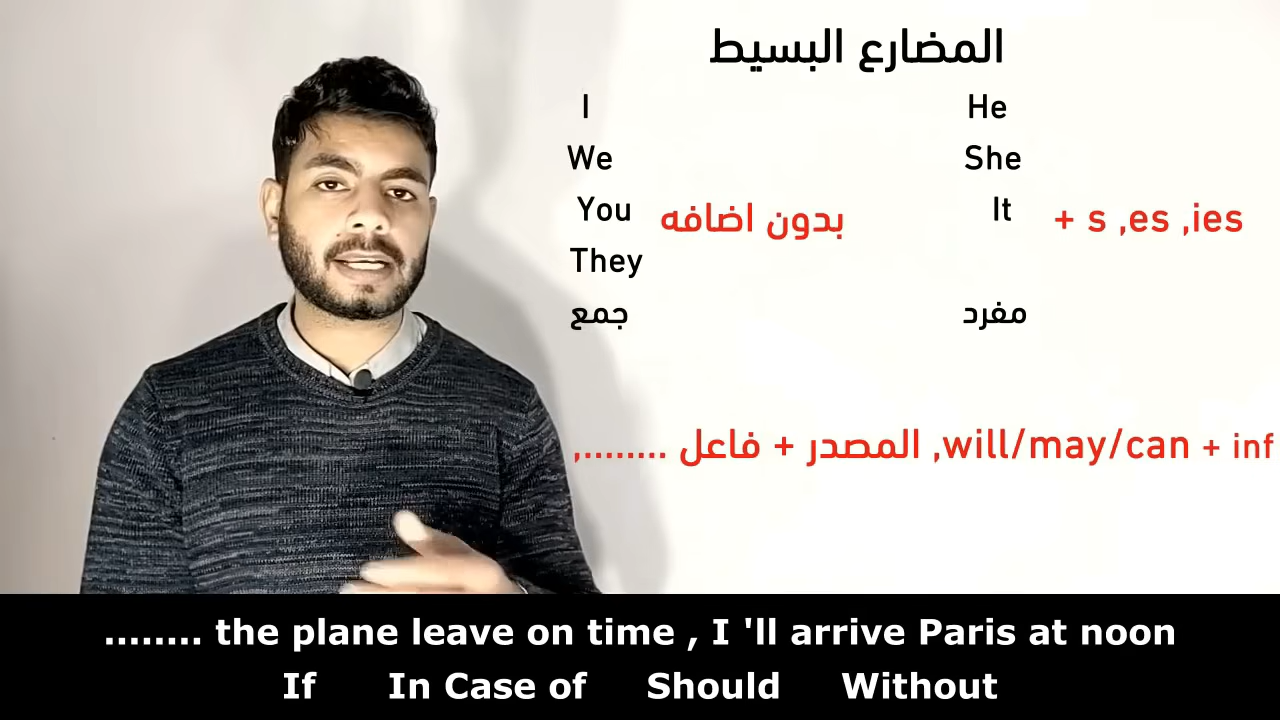 المضارع البسيط
I
We
You
They
جمع
بدون اضافه
He
She
It
مفرد
+ s ,es ,ies
........, فاعل + المصدر ,will/may/can + inf
........ the plane leave on time , I 'll arrive Paris at noon
If In Case of Should Without